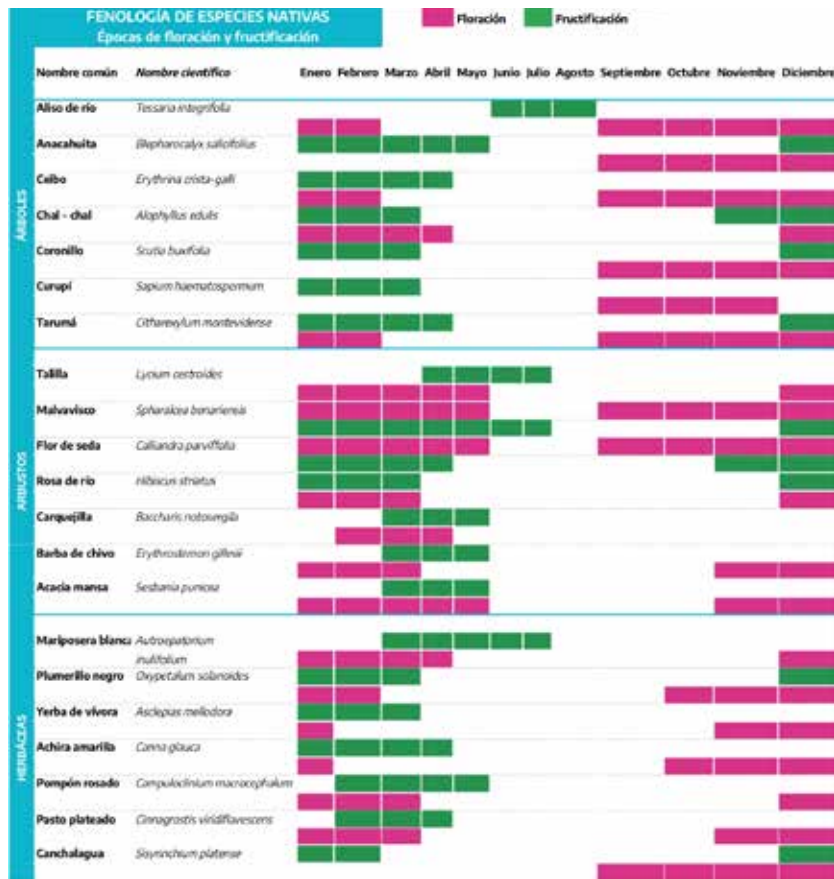 FENOLOGÍA DE ESPECIES NATIVAS
Épocas de floración y fructificación
Floración Fructificación
Nombre común Nombre científico Enero Febrero Marzo Abril Mayo Junio Julio Agosto Septiembre Octubre Noviembre Diciembre
ÁRBOLES
Aliso de río Tessaria integrifolia
Anacahuita Blepharocalyx salicifolius
Ceibo Erythrina crista-galli
Chal - chal Alophyllus edulis
Coronillo Scutia buxifolia
Curupí Sapium haematospermum
Tarumá Citharexylum montevidense
ARBUSTOS
Talilla Lycium cestroides
Malvavisco Spharalcea bonariensis
Flor de seda Calliandra parvifolia
Rosa de río Hibiscus striatus
Carquejilla Baccharis notosergila
Barba de chivo Erythrostemon gilliesii
Acacia mansa Sesbania punicea
HERBÁCEAS
Mariposera blanca Autroepatorium
inulifolium
Plumerillo negro Oxypetalum solanoides
Yerba de vívora Asclepias mellodora
Achira amarilla Canna glauca
Pompón rosado Campuloclinium macrocephalum
Pasto plateado Cinnagrostis viridiflavescens
Canchalagua Sisyrinchium platense